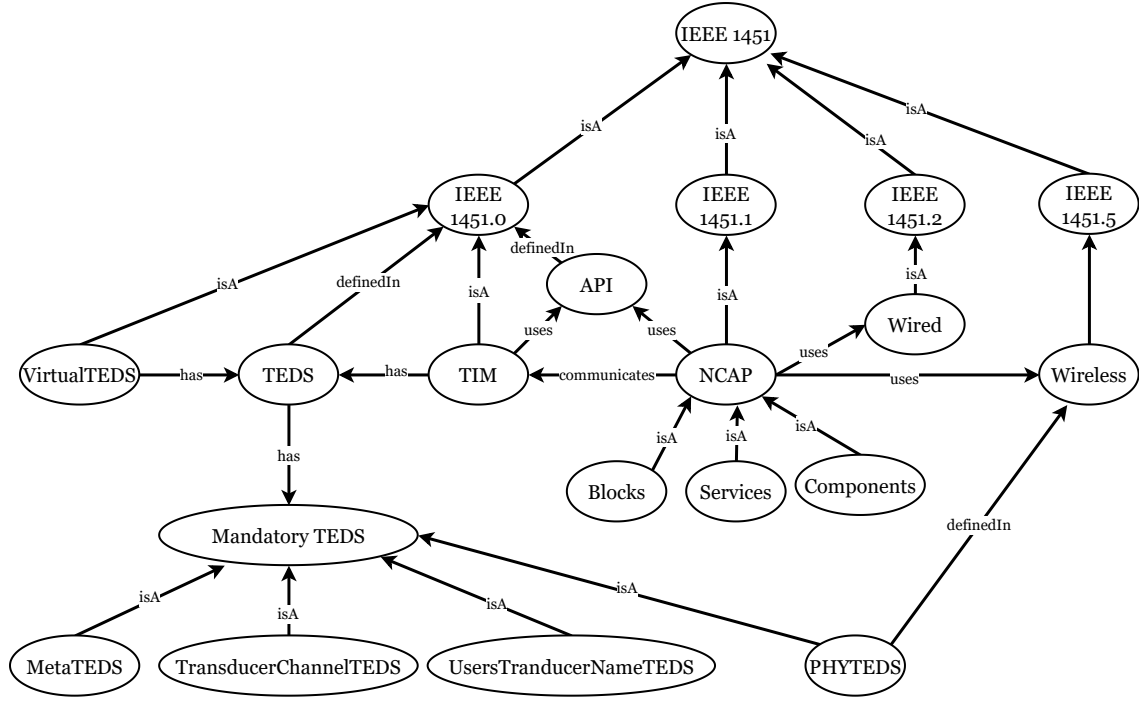 IEEE 1451
isA
isA
isA
isA
IEEE
1451.0
IEEE
1451.1
IEEE
1451.2
IEEE
1451.5
definedIn
isA
definedIn
isA
API
isA
isA
uses
uses
Wired
uses
VirtualTEDS
has
TEDS
has
TIM
communicates
NCAP
uses
Wireless
isA
isA
isA
has
Blocks
Services
Components
definedIn
Mandatory TEDS
isA
isA
isA
isA
MetaTEDS
TransducerChannelTEDS
UsersTranducerNameTEDS
PHYTEDS